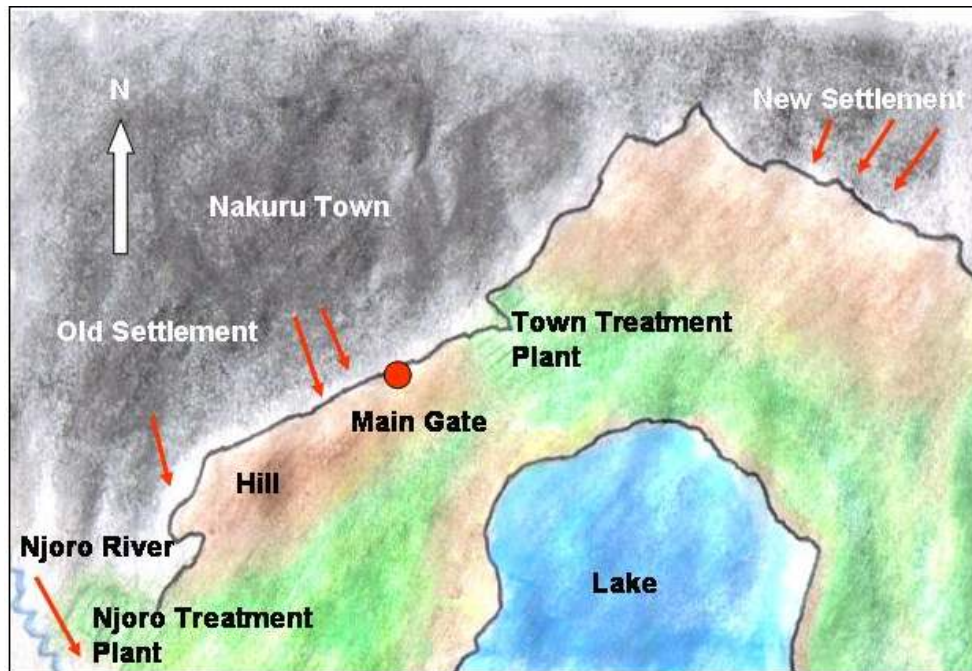 N
New Settlement
Nakuru Town
Old Settlement
Town Treatment
Plant
Main Gate
Hill
Njoro River
Lake
Njoro Treatment
Plant